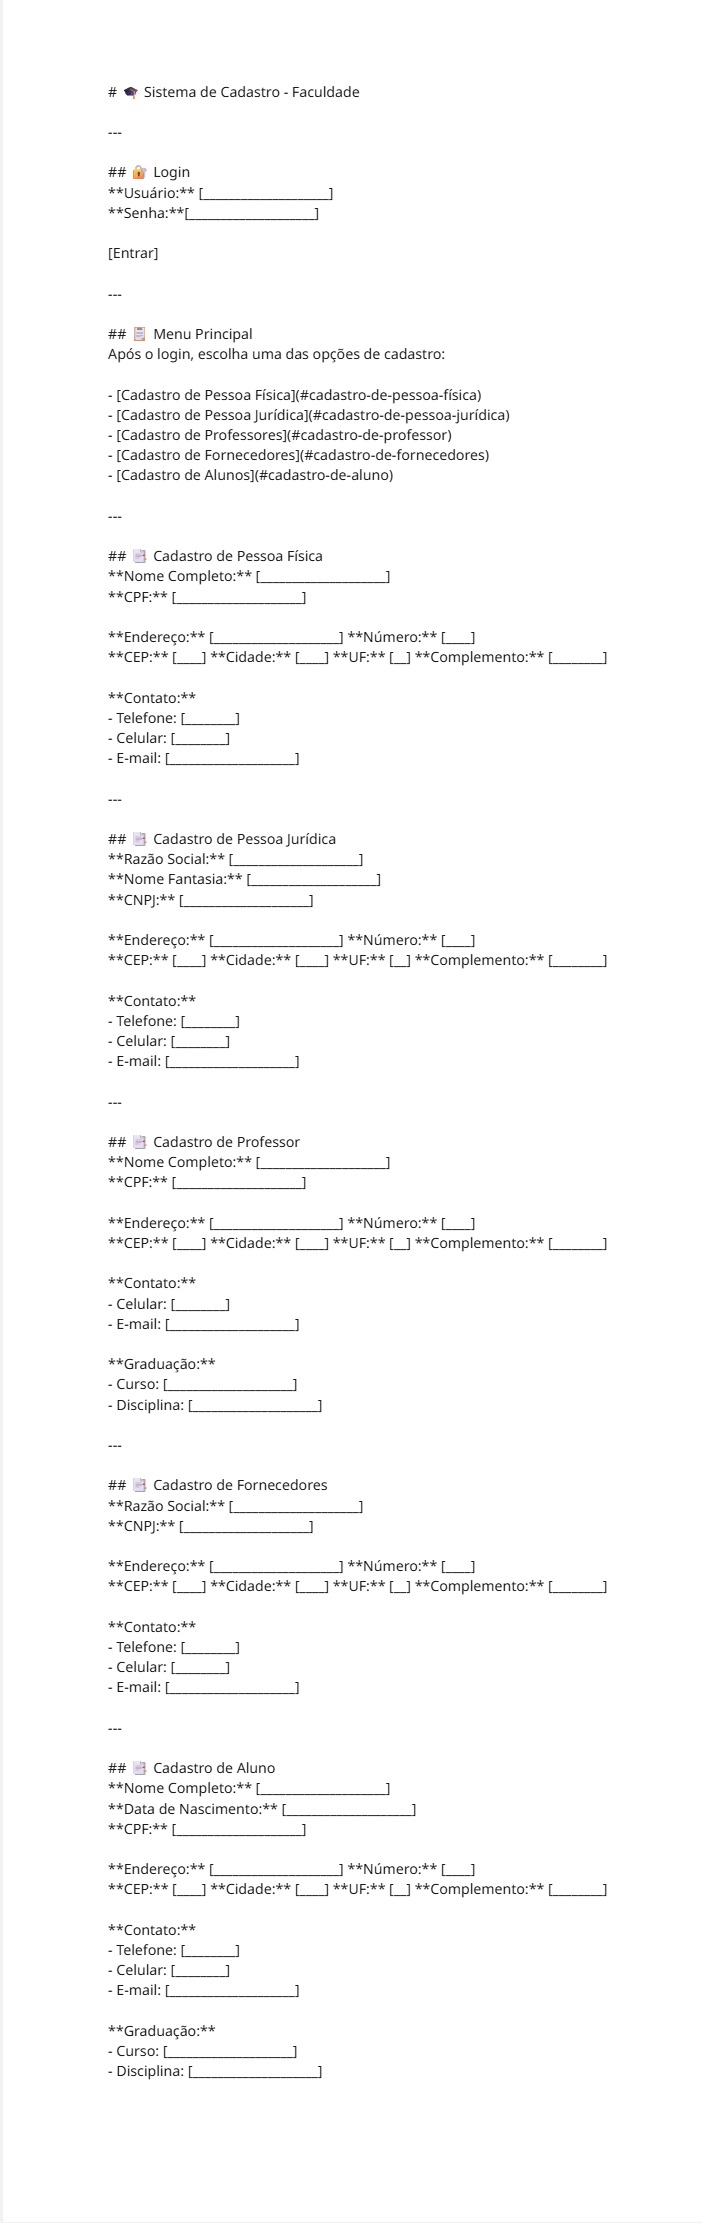 # 🎓 Sistema de Cadastro - Faculdade
---
## 🔐 Login
**Usuário:** [____________________]
**Senha:**[____________________]
[Entrar]
---
## 📋 Menu Principal
Após o login, escolha uma das opções de cadastro:
- [Cadastro de Pessoa Física](#cadastro-de-pessoa-física)
- [Cadastro de Pessoa Jurídica](#cadastro-de-pessoa-jurídica)
- [Cadastro de Professores](#cadastro-de-professor)
- [Cadastro de Fornecedores](#cadastro-de-fornecedores)
- [Cadastro de Alunos](#cadastro-de-aluno)
---
## 📑 Cadastro de Pessoa Física
**Nome Completo:** [____________________]
**CPF:** [____________________]
**Endereço:** [____________________] **Número:** [____]
**CEP:** [____] **Cidade:** [____] **UF:** [__] **Complemento:** [________]
**Contato:**
- Telefone: [________]
- Celular: [________]
- E-mail: [____________________]
---
## 📑 Cadastro de Pessoa Jurídica
**Razão Social:** [____________________]
**Nome Fantasia:** [____________________]
**CNPJ:** [____________________]
**Endereço:** [____________________] **Número:** [____]
**CEP:** [____] **Cidade:** [____] **UF:** [__] **Complemento:** [________]
**Contato:**
- Telefone: [________]
- Celular: [________]
- E-mail: [____________________]
---
## 📑 Cadastro de Professor
**Nome Completo:** [____________________]
**CPF:** [____________________]
**Endereço:** [____________________] **Número:** [____]
**CEP:** [____] **Cidade:** [____] **UF:** [__] **Complemento:** [________]
**Contato:**
- Celular: [________]
- E-mail: [____________________]
**Graduação:**
- Curso: [____________________]
- Disciplina: [____________________]
---
## 📑 Cadastro de Fornecedores
**Razão Social:** [____________________]
**CNPJ:** [____________________]
**Endereço:** [____________________] **Número:** [____]
**CEP:** [____] **Cidade:** [____] **UF:** [__] **Complemento:** [________]
**Contato:**
- Telefone: [________]
- Celular: [________]
- E-mail: [____________________]
---
## 📑 Cadastro de Aluno
**Nome Completo:** [____________________]
**Data de Nascimento:** [____________________]
**CPF:** [____________________]
**Endereço:** [____________________] **Número:** [____]
**CEP:** [____] **Cidade:** [____] **UF:** [__] **Complemento:** [________]
**Contato:**
- Telefone: [________]
- Celular: [________]
- E-mail: [____________________]
**Graduação:**
- Curso: [____________________]
- Disciplina: [____________________]